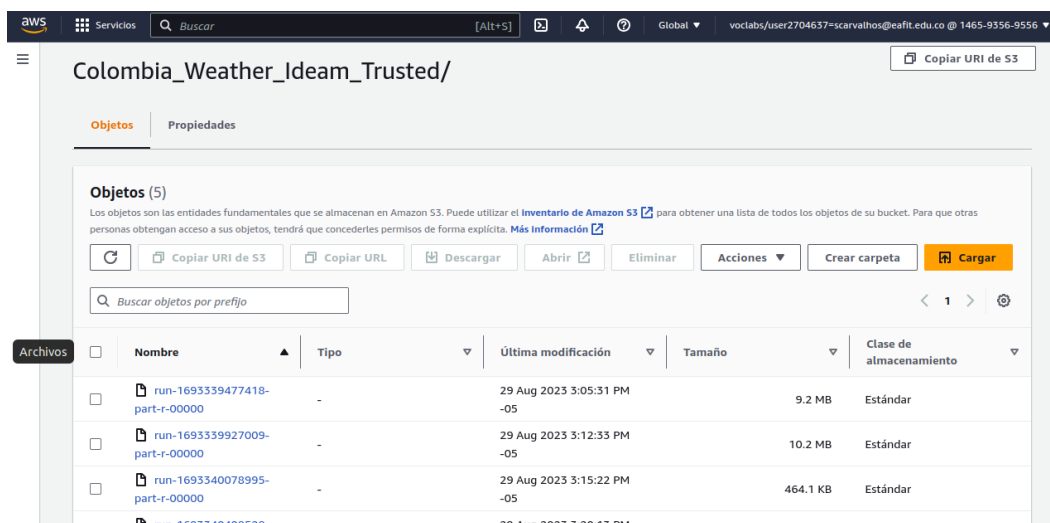 aws
Servicios
Buscar
[Alt+S]
Global ▼
voclabs/user2704637=scarvalhos@eafit.edu.co @ 1465-9356-9556 ▼
Colombia_Weather_Ideam_Trusted/
Copiar URI de S3
Objetos
Propiedades
Objetos (5)
Los objetos son las entidades fundamentales que se almacenan en Amazon S3. Puede utilizar el inventario de Amazon S3 para obtener una lista de todos los objetos de su bucket. Para que otras
personas obtengan acceso a sus objetos, tendrá que concederles permisos de forma explícita. Más información
Copiar URI de S3
Copiar URL
Descargar
Abrir
Eliminar
Acciones ▼
Crear carpeta
Cargar
Buscar objetos por prefijo
< 1 >
Archivos
Nombre
Tipo
Última modificación
Tamaño
Clase de
almacenamiento
run-1693339477418-
part-r-00000
-
29 Aug 2023 3:05:31 PM
-05
9.2 MB
Estándar
run-1693339927009-
part-r-00000
-
29 Aug 2023 3:12:33 PM
-05
10.2 MB
Estándar
run-1693340078995-
part-r-00000
-
29 Aug 2023 3:15:22 PM
-05
464.1 KB
Estándar